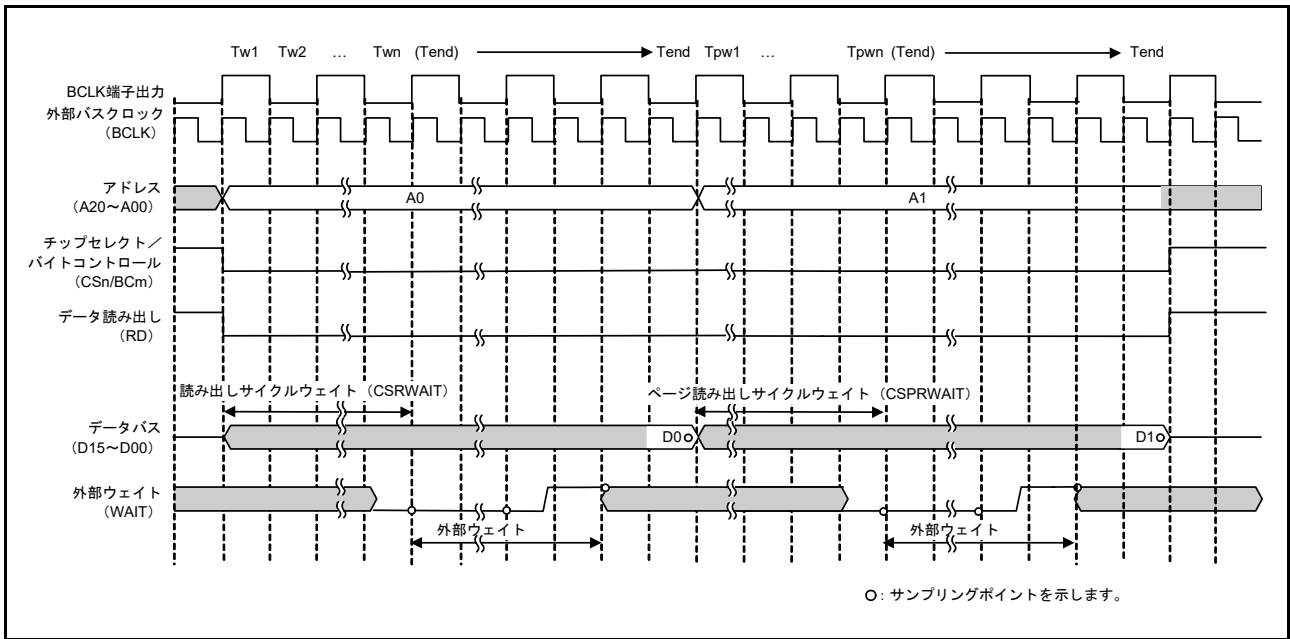 Tw1 Tw2 … Twn (Tend) Tend Tpw1 … Tpwn (Tend) Tend
BCLK端子出力
外部バスクロック
（BCLK）
アドレス
（A20～A00）
A0
A1
チップセレクト／
バイトコントロール
（CSn/BCm）
データ読み出し
（RD）
読み出しサイクルウェイト（CSRWAIT）
ページ読み出しサイクルウェイト（CSPRWAIT）
データバス
（D15～D00）
D0
D1
外部ウェイト
（WAIT）
外部ウェイト
外部ウェイト
：サンプリングポイントを示します。